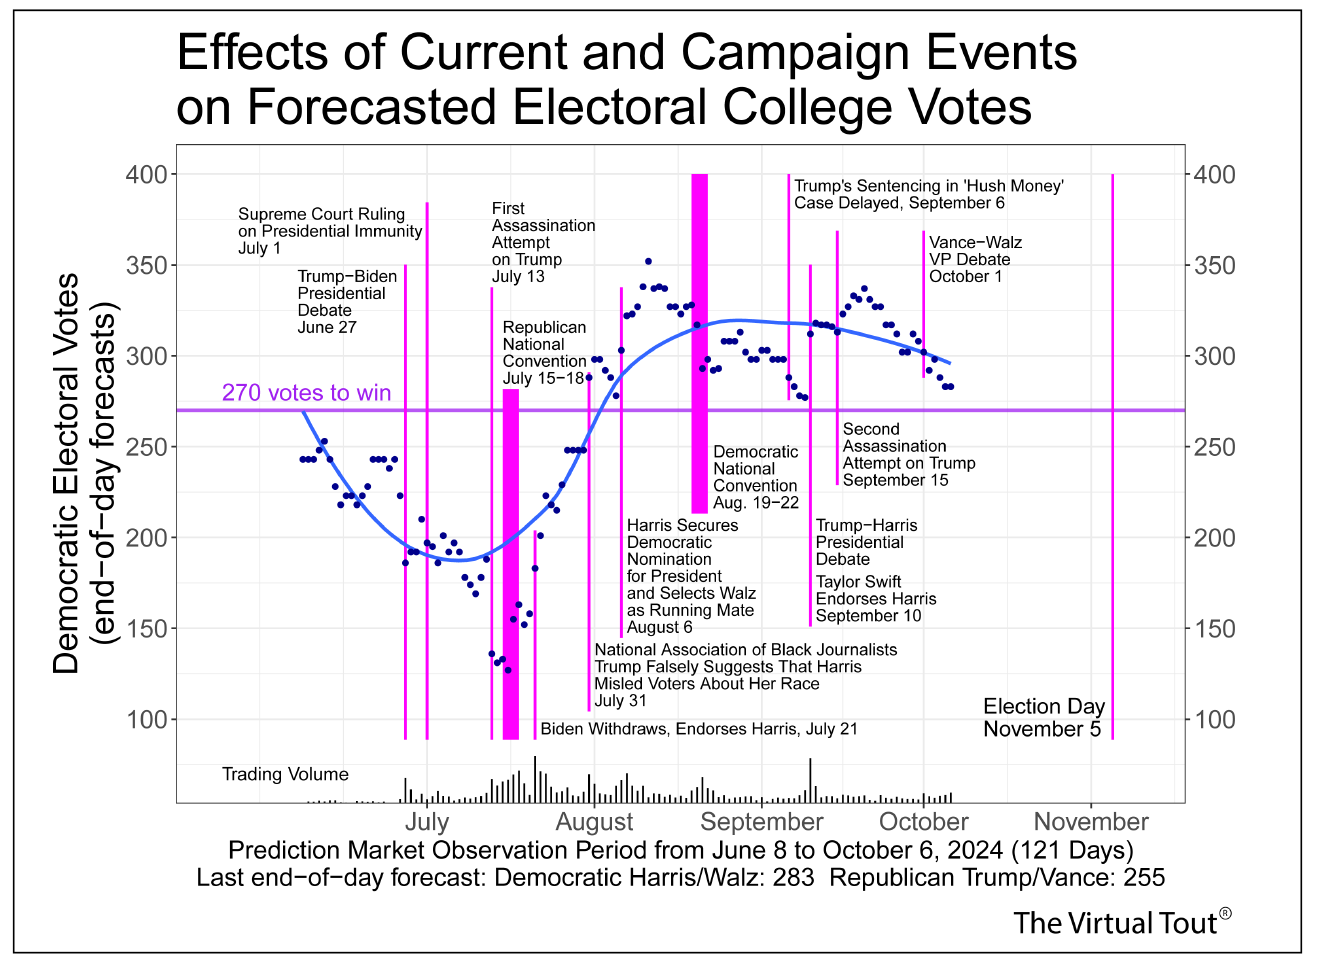 Effects of Current and Campaign Events
on Forecasted Electoral College Votes
Democratic Electoral Votes
(end−of−day forecasts)
400
350
300
250
200
150
100
400
350
300
250
200
150
100
Supreme Court Ruling
on Presidential Immunity
July 1
Trump−Biden
Presidential
Debate
June 27
270 votes to win
First
Assassination
Attempt
on Trump
July 13
Republican
National
Convention
July 15−18
Trump's Sentencing in 'Hush Money'
Case Delayed, September 6
Vance−Walz
VP Debate
October 1
Second
Assassination
Attempt on Trump
September 15
Democratic
National
Convention
Aug. 19−22
Harris Secures
Democratic
Nomination
for President
and Selects Walz
as Running Mate
August 6
Trump−Harris
Presidential
Debate
Taylor Swift
Endorses Harris
September 10
National Association of Black Journalists
Trump Falsely Suggests That Harris
Misled Voters About Her Race
July 31
Biden Withdraws, Endorses Harris, July 21
Election Day
November 5
Trading Volume
July
August
September
October
November
Prediction Market Observation Period from June 8 to October 6, 2024 (121 Days)
Last end−of−day forecast: Democratic Harris/Walz: 283 Republican Trump/Vance: 255
The Virtual Tout®